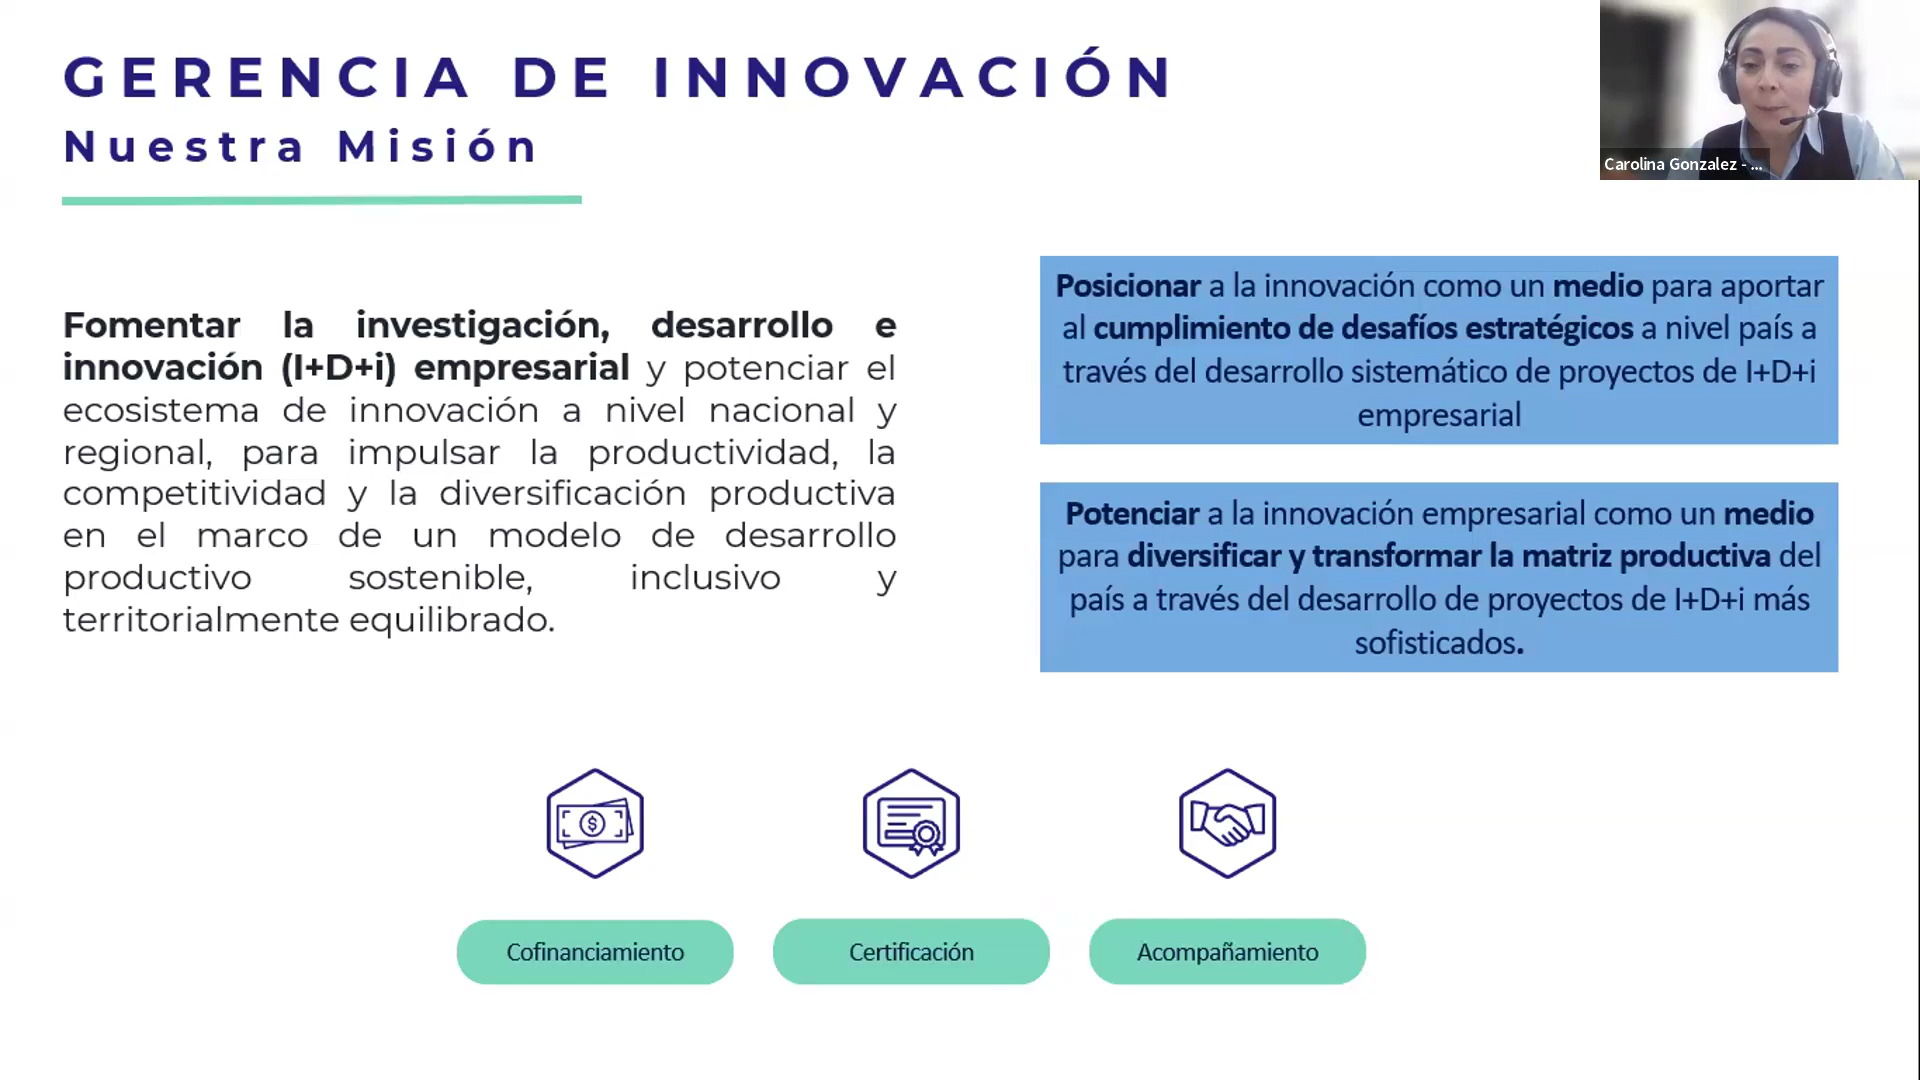 GERENCIA DE INNOVACIÓN
Nuestra Misión
Carolina Gonzalez - ...
Fomentar la investigación, desarrollo e
innovación (I+D+i) empresarial y potenciar el
ecosistema de innovación a nivel nacional y
regional, para impulsar la productividad, la
competitividad y la diversificación productiva
en el marco de un modelo de desarrollo
productivo sostenible, inclusivo y
territorialmente equilibrado.
Posicionar a la innovación como un medio para aportar
al cumplimiento de desafíos estratégicos a nivel país a
través del desarrollo sistemático de proyectos de I+D+i
empresarial
Potenciar a la innovación empresarial como un medio
para diversificar y transformar la matriz productiva del
país a través del desarrollo de proyectos de I+D+i más
sofisticados.
$
Cofinanciamiento
Certificación
Acompañamiento